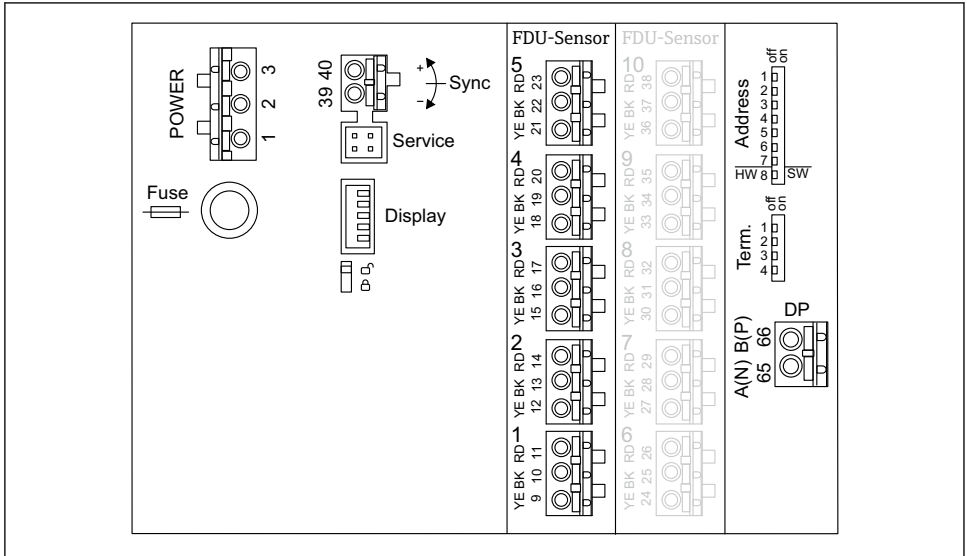 POWER
3
2
1
Fuse
39 40
+
−
Sync
Service
Display
FDU-Sensor
5
YE BK RD
21 22 23
4
YE BK RD
18 19 20
3
YE BK RD
15 16 17
2
YE BK RD
12 13 14
1
YE BK RD
9 10 11
FDU-Sensor
10
YE BK RD
36 37 38
9
YE BK RD
33 34 35
8
YE BK RD
30 31 32
7
YE BK RD
27 28 29
6
YE BK RD
24 25 26
Address
off
on
1
2
3
4
5
6
7
HW 8 SW
Term.
off
on
1
2
3
4
DP
A(N) B(P)
65 66